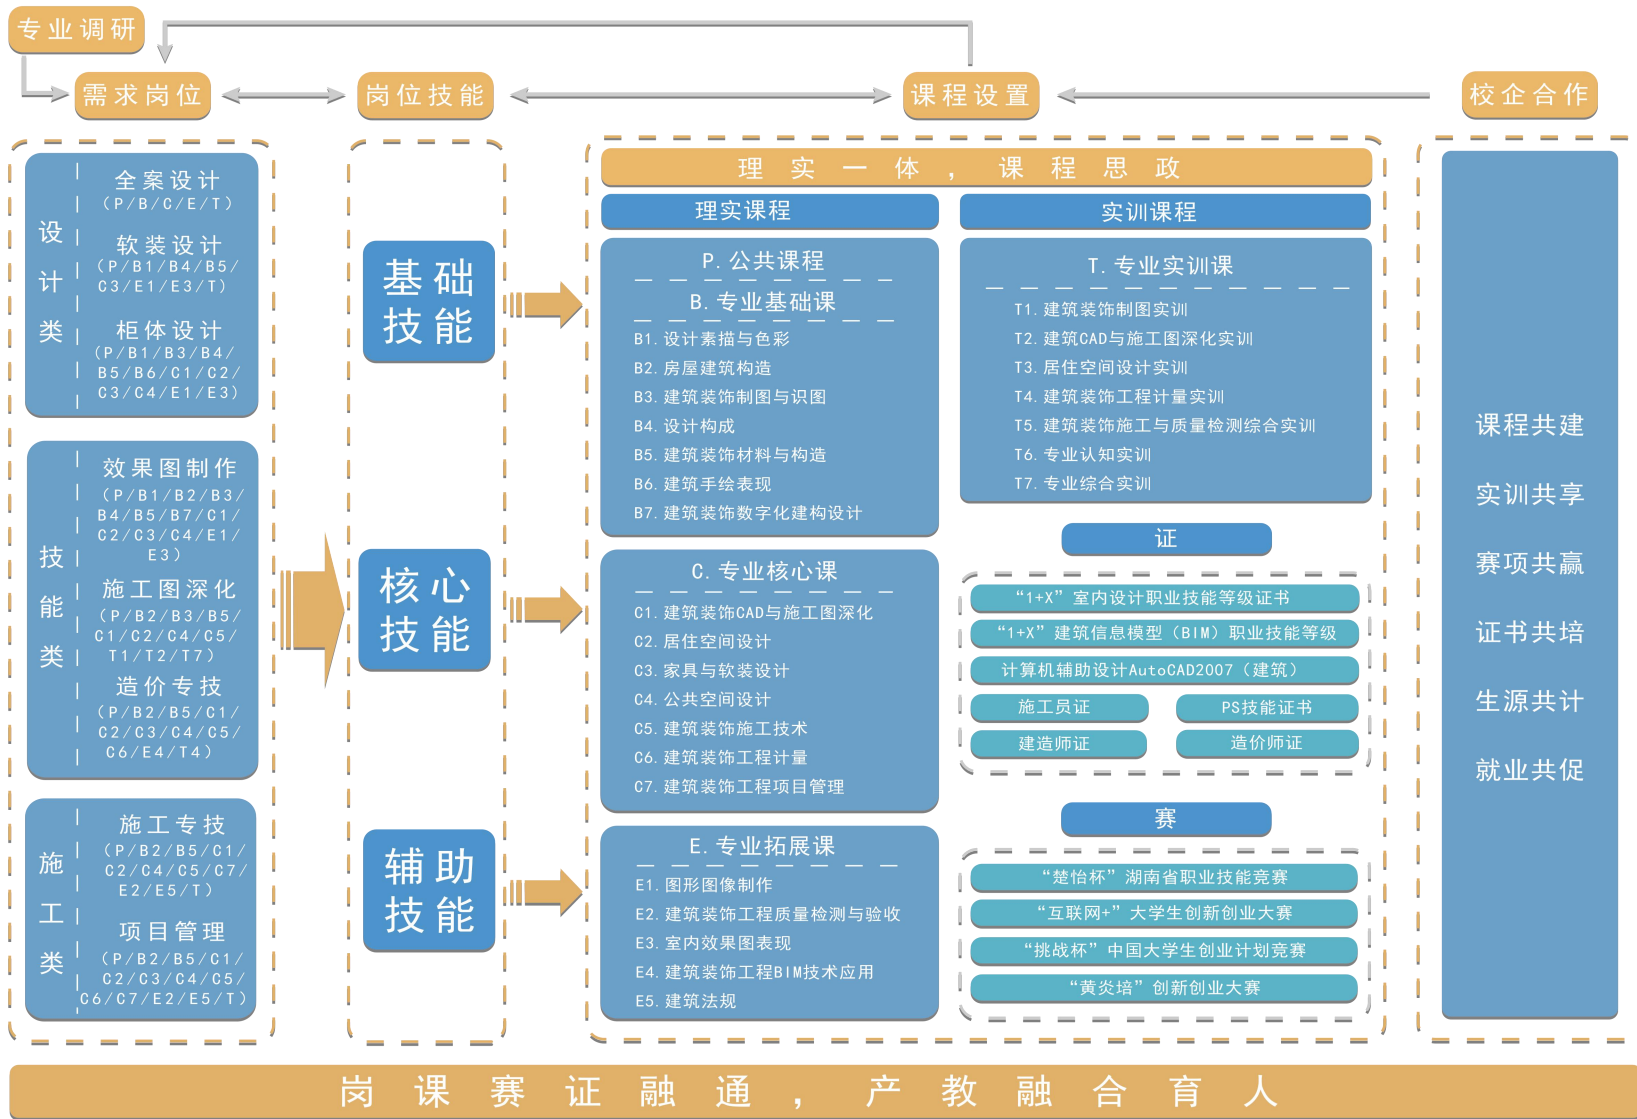 专业调研
需求岗位
岗位技能
课程设置
校企合作
设计类
全案设计
（P/B/C/E/T）
软装设计
（P/B1/B4/B5/
C3/E1/E3/T）
柜体设计
（P/B1/B3/B4/
B5/B6/C1/C2/
C3/C4/E1/E3）
技能类
效果图制作
（P/B1/B2/B3/
B4/B5/B7/C1/
C2/C3/C4/E1/
E3）
施工图深化
（P/B2/B3/B5/
C1/C2/C4/C5/
T1/T2/T7）
造价专技
（P/B2/B5/C1/
C2/C3/C4/C5/
C6/E4/T4）
施工类
施工专技
（P/B2/B5/C1/
C2/C4/C5/C7/
E2/E5/T）
项目管理
（P/B2/B5/C1/
C2/C3/C4/C5/
C6/C7/E2/E5/T）
基础
技能
核心
技能
辅助
技能
理实一体，课程思政
理实课程
P.公共课程
B.专业基础课
B1.设计素描与色彩
B2.房屋建筑构造
B3.建筑装饰制图与识图
B4.设计构成
B5.建筑装饰材料与构造
B6.建筑手绘表现
B7.建筑装饰数字化建构设计
C.专业核心课
C1.建筑装饰CAD与施工图深化
C2.居住空间设计
C3.家具与软装设计
C4.公共空间设计
C5.建筑装饰施工技术
C6.建筑装饰工程计量
C7.建筑装饰工程项目管理
E.专业拓展课
E1.图形图像制作
E2.建筑装饰工程质量检测与验收
E3.室内效果图表现
E4.建筑装饰工程BIM技术应用
E5.建筑法规
实训课程
T.专业实训课
T1.建筑装饰制图实训
T2.建筑CAD与施工图深化实训
T3.居住空间设计实训
T4.建筑装饰工程计量实训
T5.建筑装饰施工与质量检测综合实训
T6.专业认知实训
T7.专业综合实训
证
“1+X”室内设计职业技能等级证书
“1+X”建筑信息模型（BIM）职业技能等级
计算机辅助设计AutoCAD2007（建筑）
施工员证
PS技能证书
建造师证
造价师证
赛
“楚怡杯”湖南省职业技能竞赛
“互联网+”大学生创新创业大赛
“挑战杯”中国大学生创业计划竞赛
“黄炎培”创新创业大赛
课程共建
实训共享
赛项共赢
证书共培
生源共计
就业共促
岗课赛证融通，产教融合育人